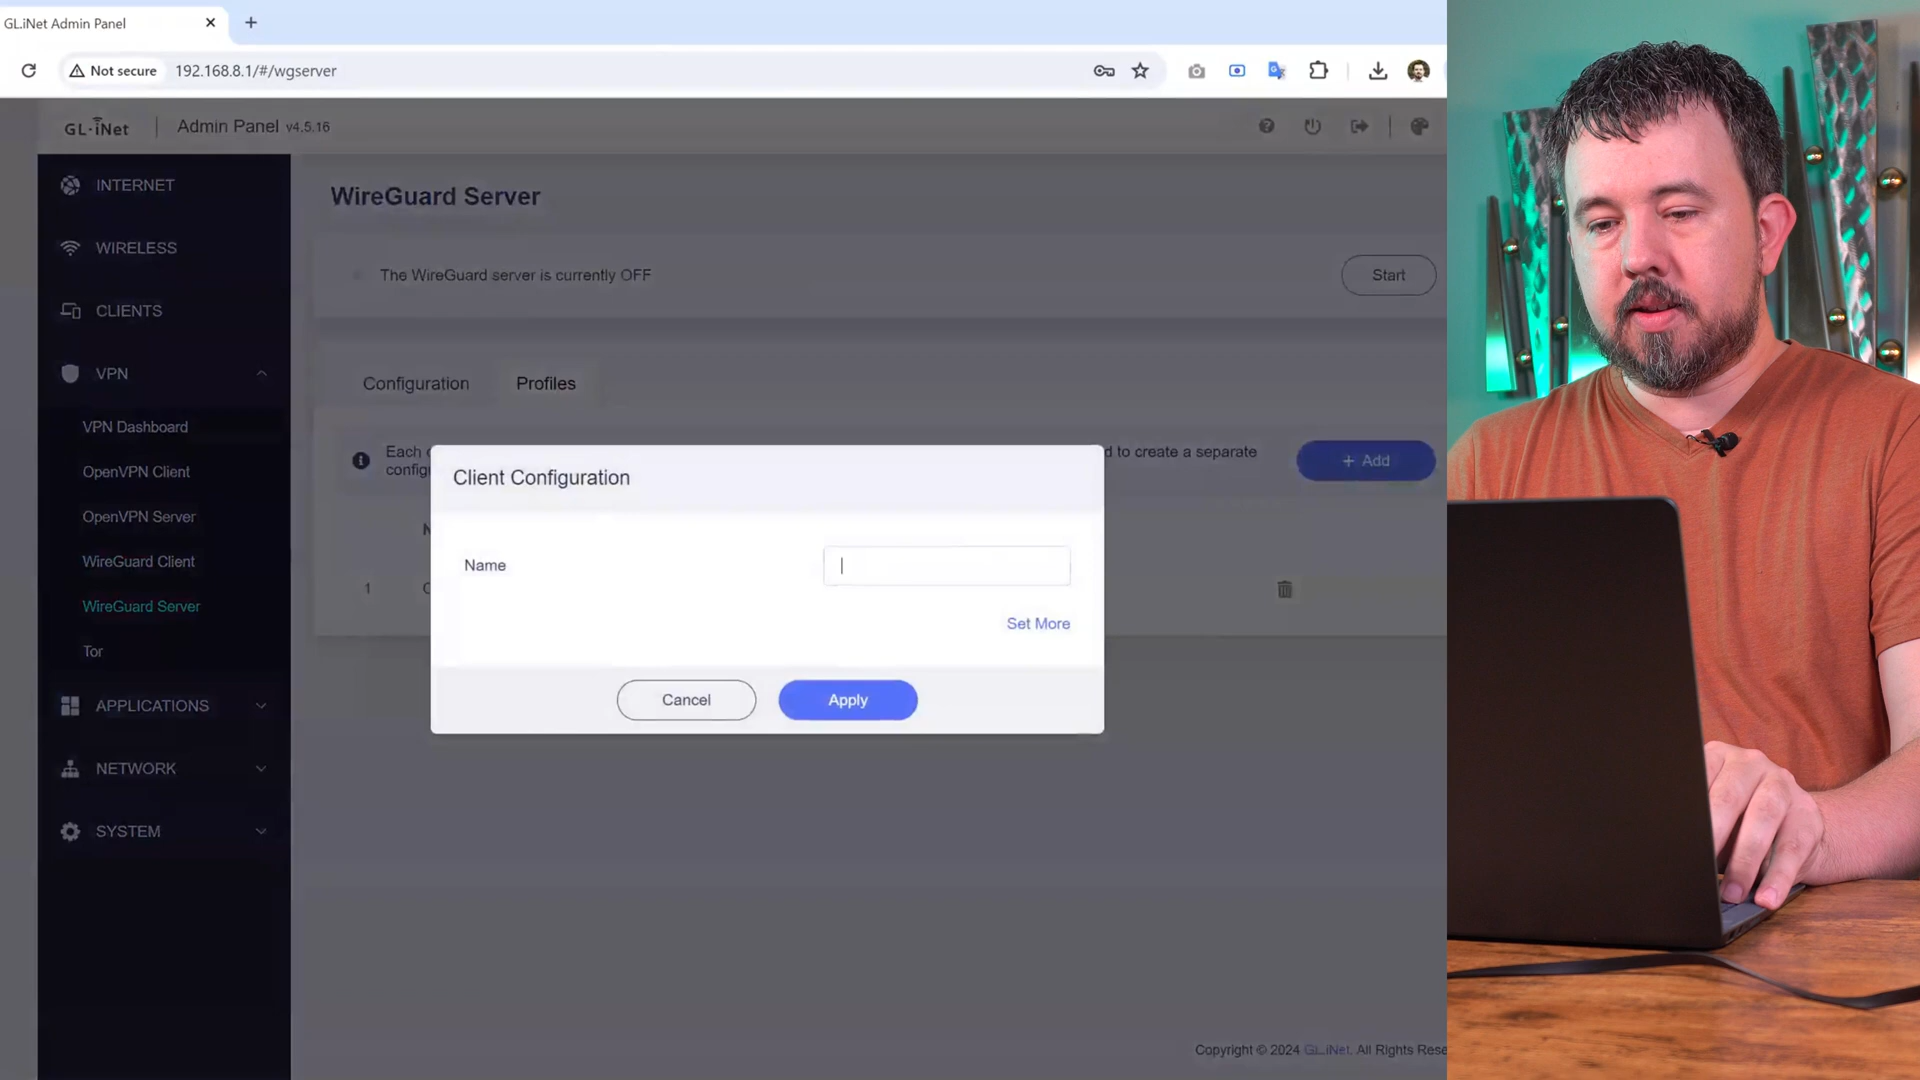 GL.iNet Admin Panel
Not secure
192.168.8.1/#/wgserver
GL·iNet
Admin Panel v4.5.16
INTERNET
WIRELESS
CLIENTS
VPN
VPN Dashboard
OpenVPN Client
OpenVPN Server
WireGuard Client
WireGuard Server
Tor
APPLICATIONS
NETWORK
SYSTEM
WireGuard Server
The WireGuard server is currently OFF
Start
Configuration
Profiles
Each
d to create a separate
config
+ Add
N
1
Client Configuration
Name
Set More
Cancel
Apply
Copyright © 2024 GL.iNet. All Rights Rese